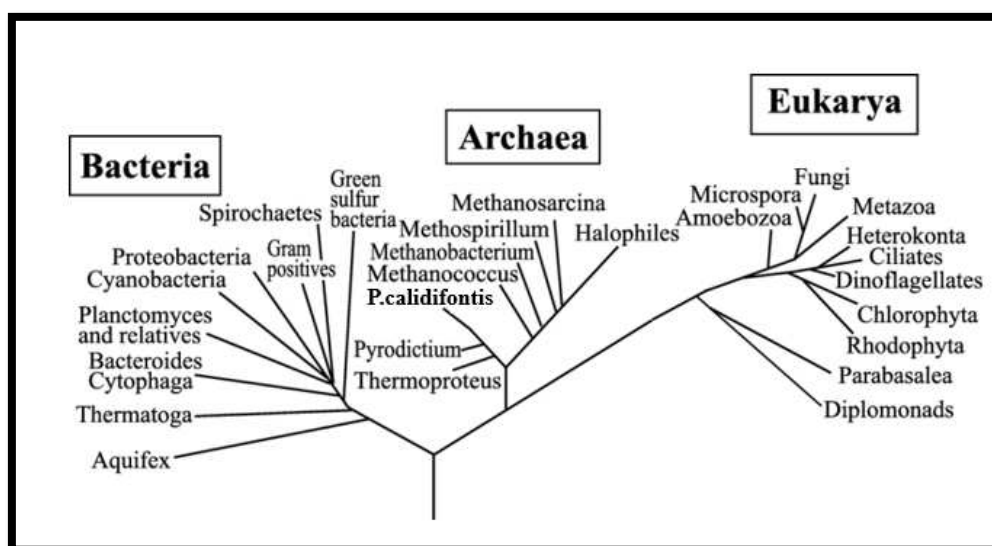 Bacteria
Archaea
Eukarya
Green
sulfur
bacteria
Spirochaetes
Gram
positives
Proteobacteria
Cyanobacteria
Planctomyces
and relatives
Bacteroides
Cytophaga
Thermatoga
Aquifex
Methanosarcina
Methospirillum
Methanobacterium
Methanococcus
P.calidifontis
Halophiles
Pyrodictium
Thermoproteus
Fungi
Microspora
Amoebozoa
Metazoa
Heterokonta
Ciliates
Dinoflagellates
Chlorophyta
Rhodophyta
Parabasalea
Diplomonads